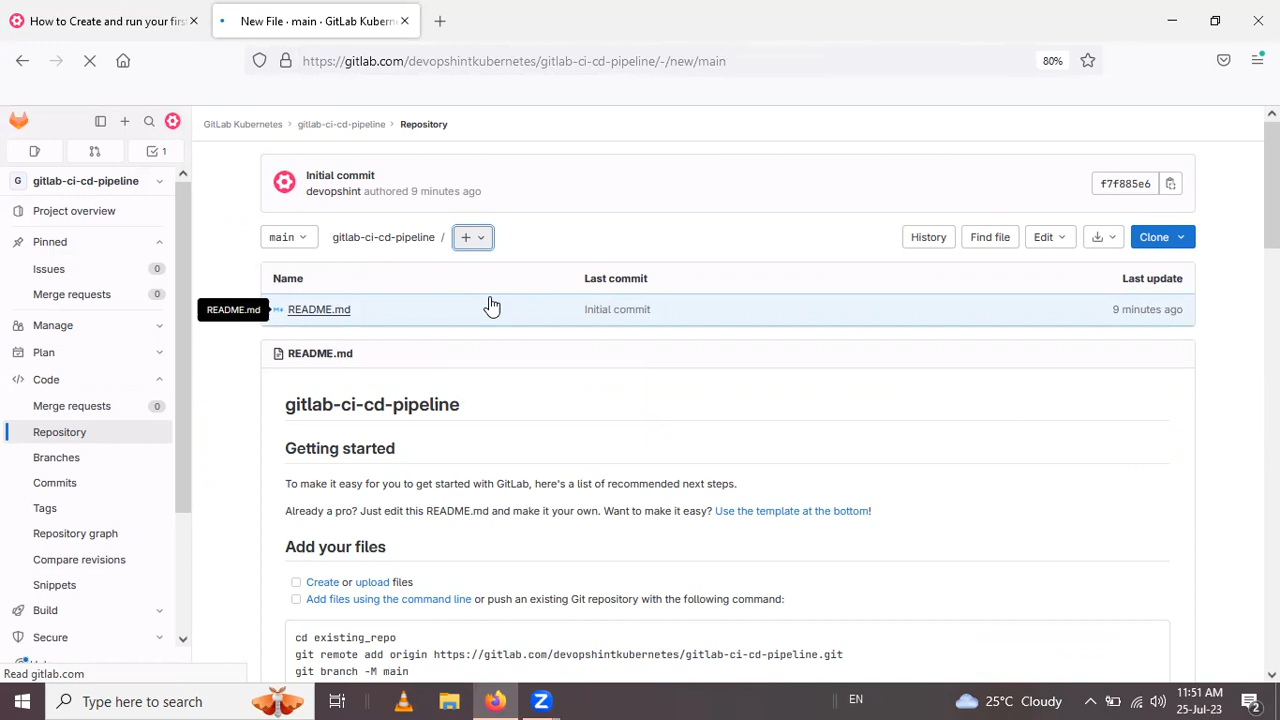 How to Create and run your firs
New File · main · GitLab Kubern
https://gitlab.com/devopshintkubernetes/gitlab-ci-cd-pipeline/-/new/main
80%
GitLab Kubernetes > gitlab-ci-cd-pipeline > Repository
1
G gitlab-ci-cd-pipeline
Project overview
Pinned
Issues 0
Merge requests 0
Manage
Plan
Code
Merge requests 0
Repository
Branches
Commits
Tags
Repository graph
Compare revisions
Snippets
Build
Secure
Initial commit
devopshint authored 9 minutes ago
f7f885e6
main
gitlab-ci-cd-pipeline /
+
History
Find file
Edit
Clone
Name Last commit Last update
README.md
README.md Initial commit 9 minutes ago
README.md
gitlab-ci-cd-pipeline
Getting started
To make it easy for you to get started with GitLab, here's a list of recommended next steps.
Already a pro? Just edit this README.md and make it your own. Want to make it easy? Use the template at the bottom!
Add your files
Create or upload files
Add files using the command line or push an existing Git repository with the following command:
cd existing_repo
git remote add origin https://gitlab.com/devopshintkubernetes/gitlab-ci-cd-pipeline.git
git branch -M main
Read gitlab.com
Type here to search
EN
25°C Cloudy
11:51 AM
25-Jul-23
2